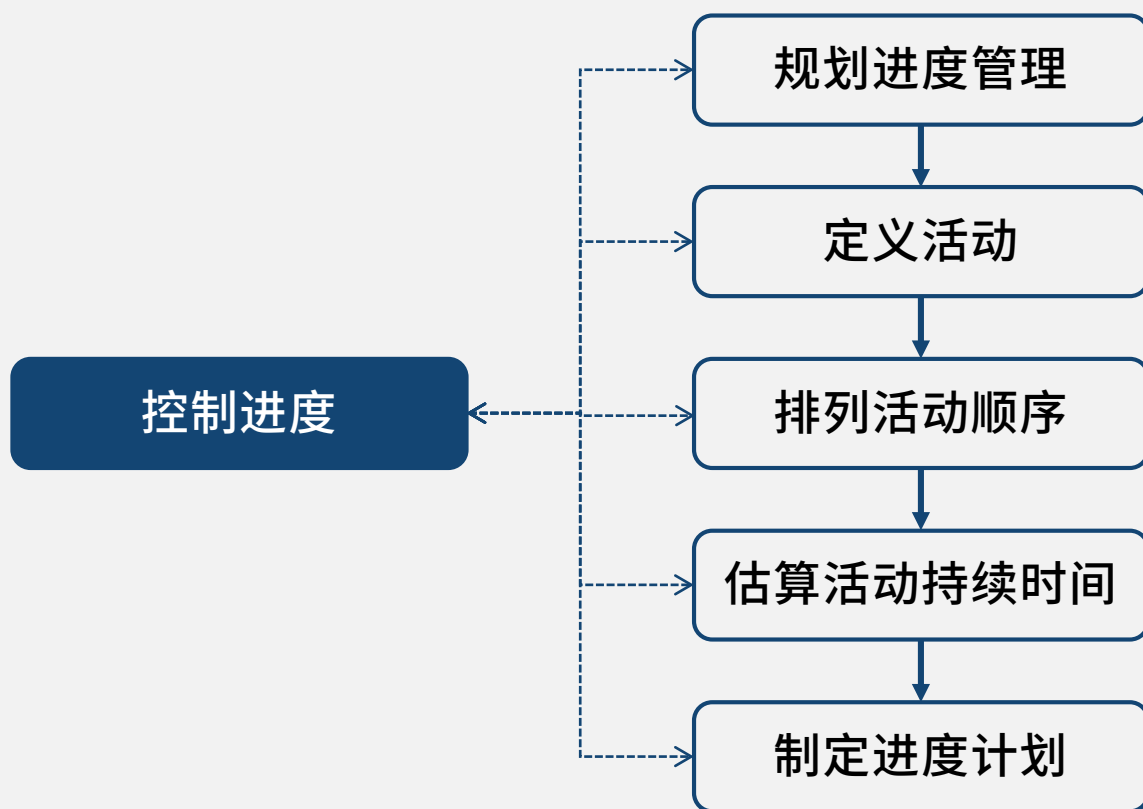 规划进度管理
定义活动
控制进度
排列活动顺序
估算活动持续时间
制定进度计划